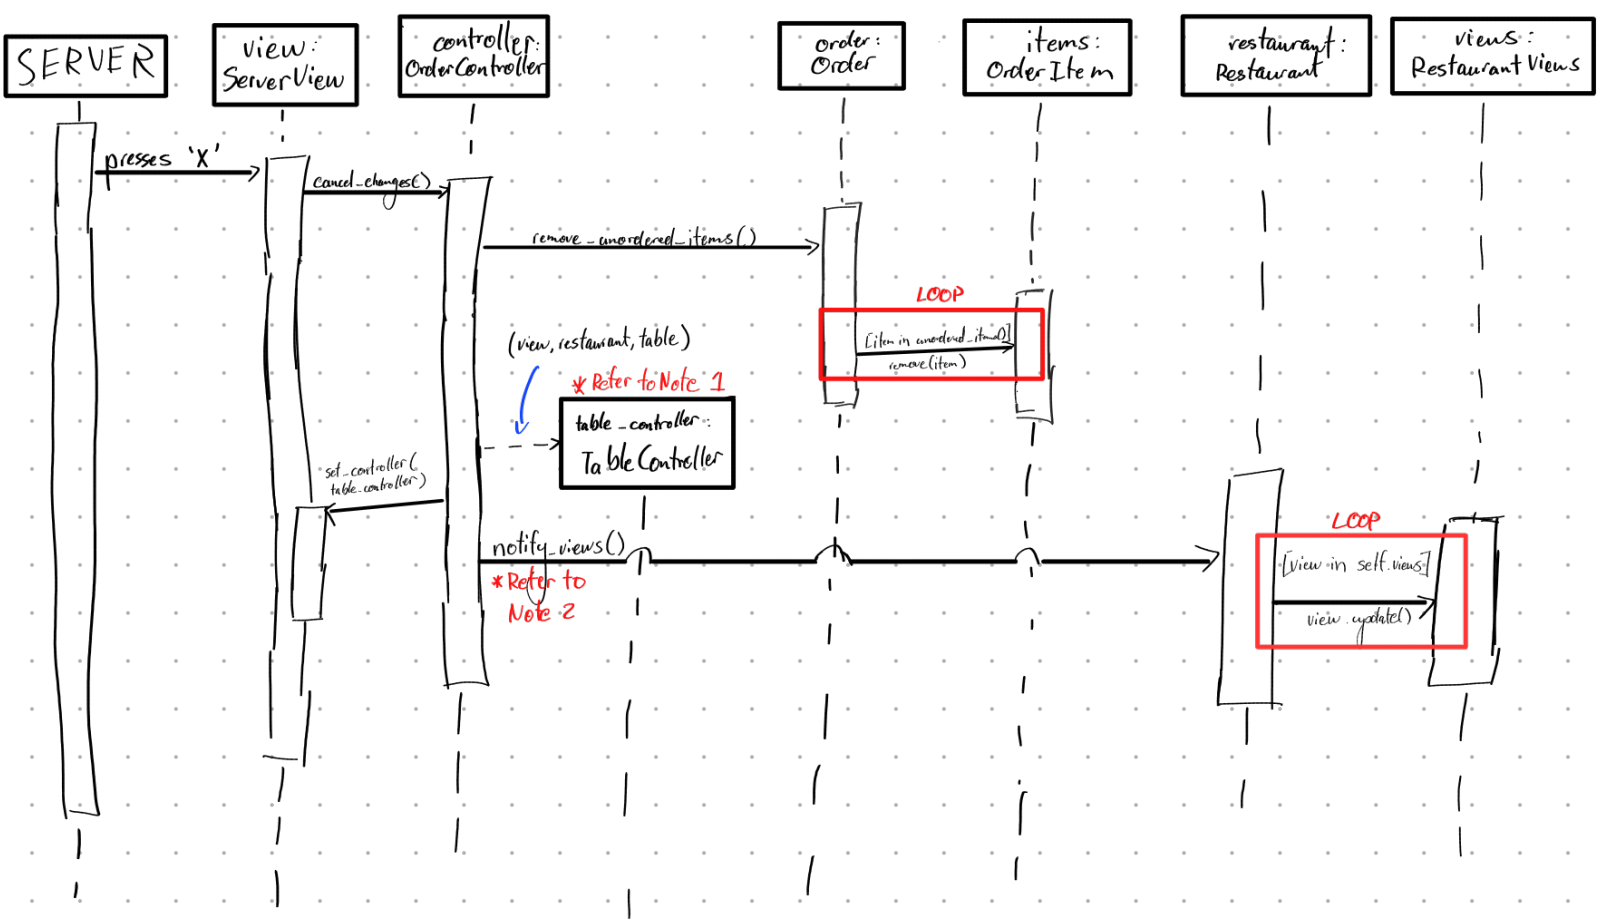 SERVER
view:
ServerView
controller:
OrderController
order:
Order
items:
OrderItem
restaurant:
Restaurant
views:
RestaurantViews
presses 'X'
cancel_changes()
remove_unordered_items()
LOOP
[item in unordered_items()]
remove(item)
(view, restaurant, table)
* Refer to Note 1
table_controller:
TableController
set_controller(
table_controller)
notify_views()
* Refer to
Note 2
LOOP
[view in self.views]
view.update()